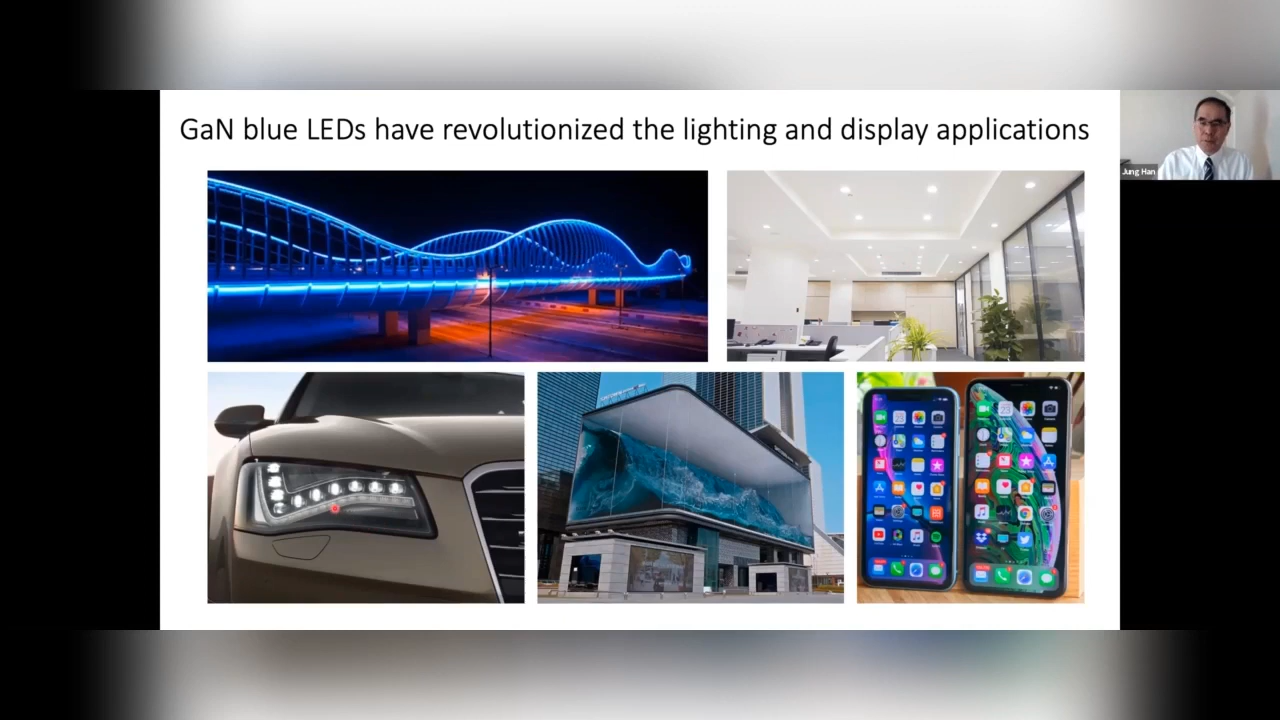 GaN blue LEDs have revolutionized the lighting and display applications
Jung Han